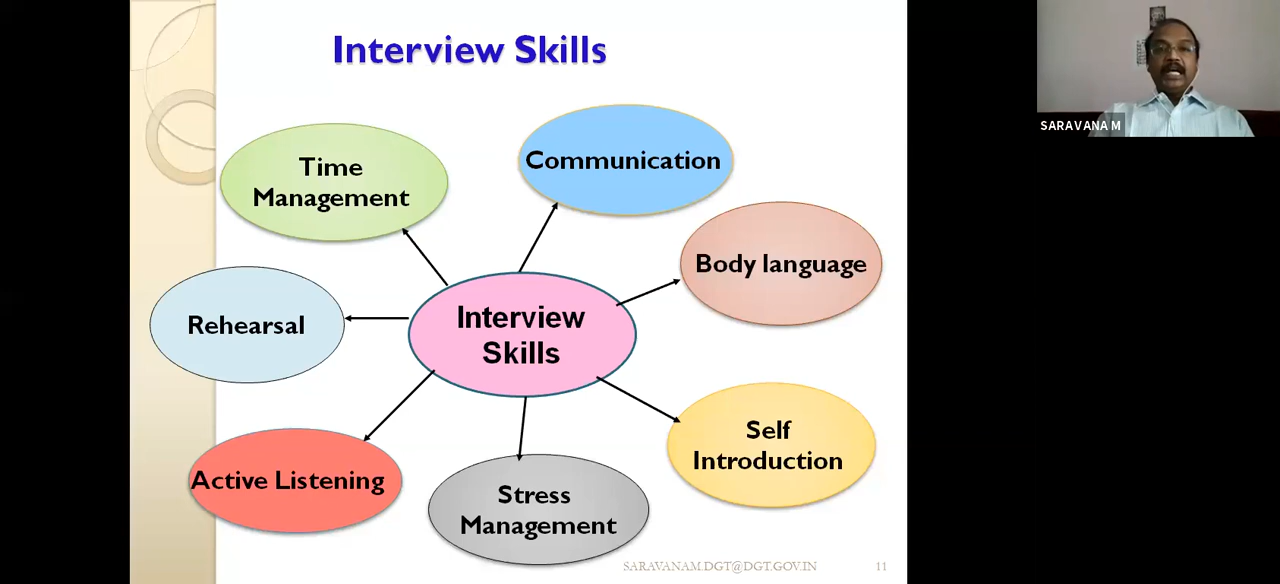 Interview Skills
Time
Management
Communication
Body language
Rehearsal
Interview
Skills
Self
Introduction
Active Listening
Stress
Management
SARAVANAM.DGT@DGT.GOV.IN
11
SARAVANA M